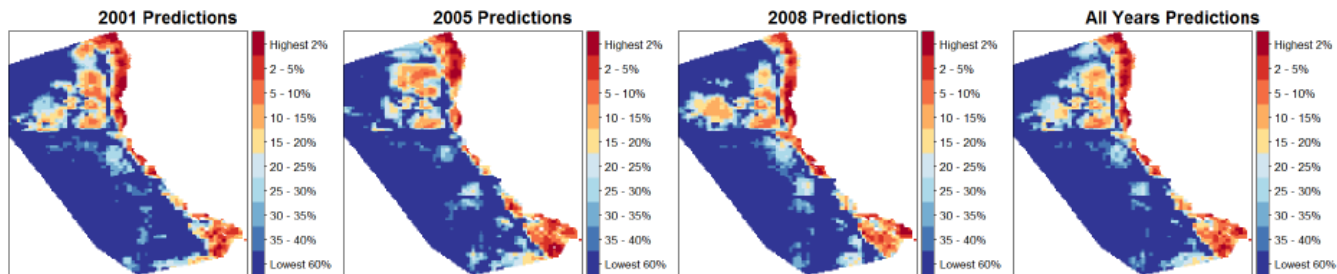 2001 Predictions
Highest 2%
2 - 5%
5 - 10%
10 - 15%
15 - 20%
20 - 25%
25 - 30%
30 - 35%
35 - 40%
Lowest 60%
2005 Predictions
Highest 2%
2 - 5%
5 - 10%
10 - 15%
15 - 20%
20 - 25%
25 - 30%
30 - 35%
35 - 40%
Lowest 60%
2008 Predictions
Highest 2%
2 - 5%
5 - 10%
10 - 15%
15 - 20%
20 - 25%
25 - 30%
30 - 35%
35 - 40%
Lowest 60%
All Years Predictions
Highest 2%
2 - 5%
5 - 10%
10 - 15%
15 - 20%
20 - 25%
25 - 30%
30 - 35%
35 - 40%
Lowest 60%